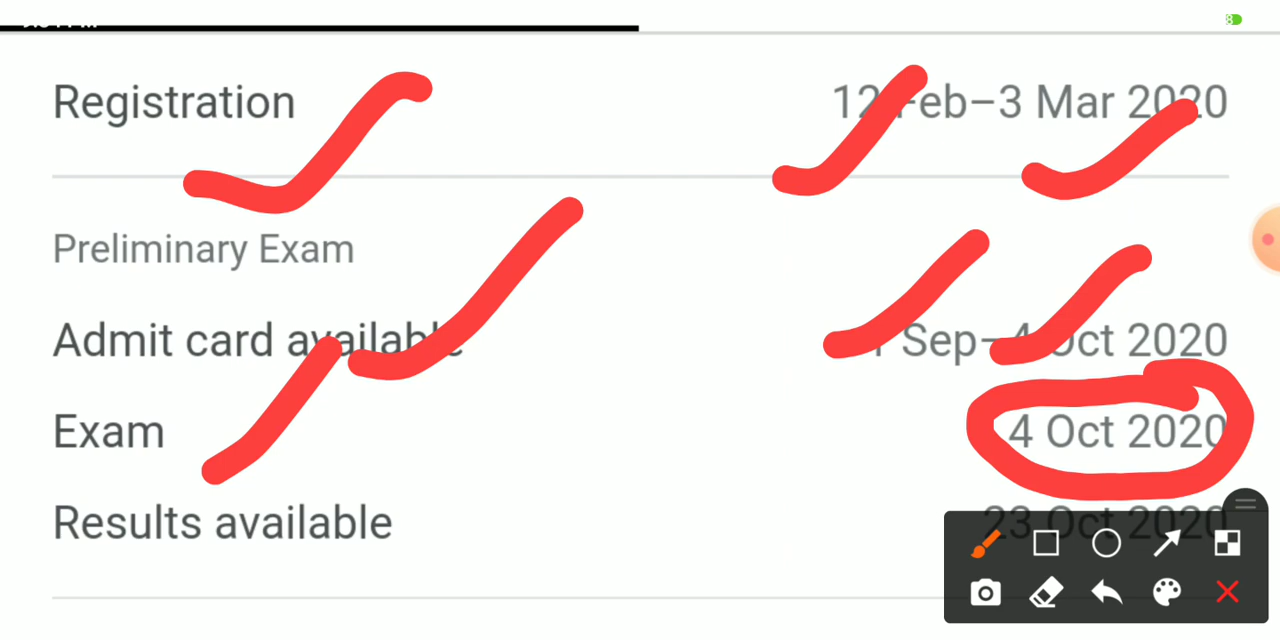 Registration
12 Feb–3 Mar 2020
Preliminary Exam
Admit card available
Sep–4 Oct 2020
Exam
4 Oct 2020
Results available
23 Oct 2020